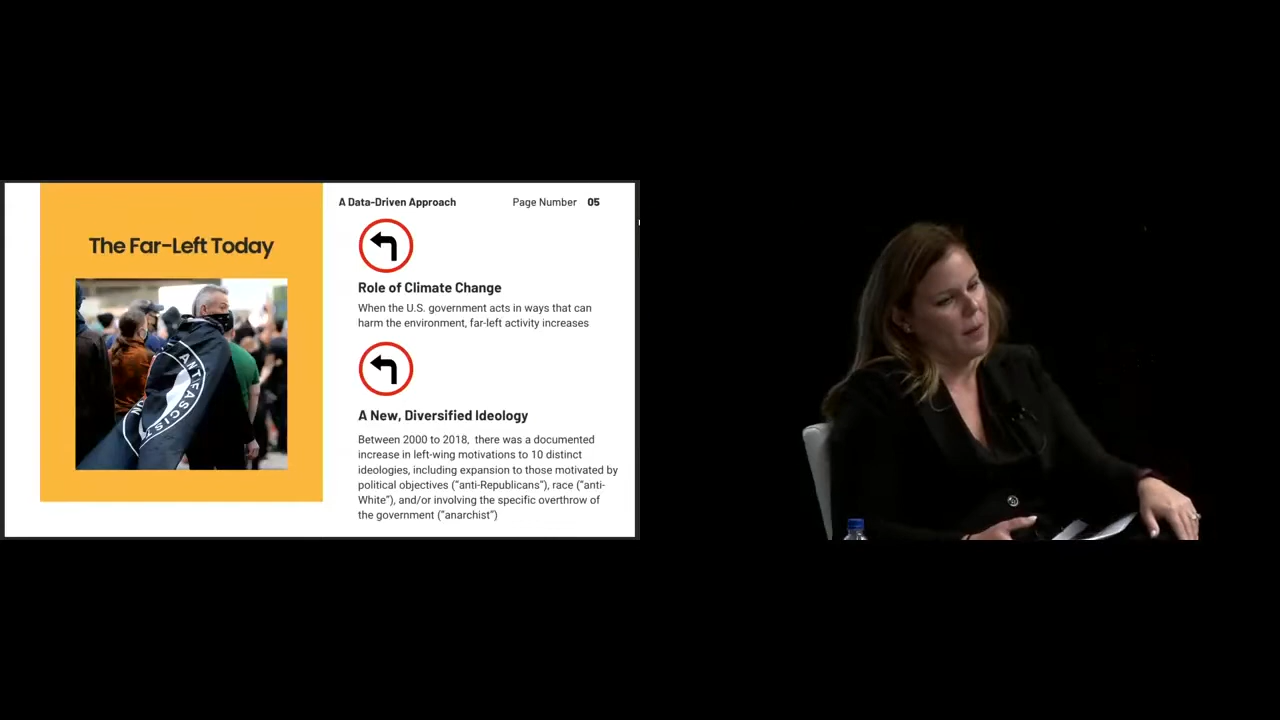 A Data-Driven Approach
Page Number 05
The Far-Left Today
ANTIFASCIST
Role of Climate Change
When the U.S. government acts in ways that can
harm the environment, far-left activity increases
A New, Diversified Ideology
Between 2000 to 2018, there was a documented
increase in left-wing motivations to 10 distinct
ideologies, including expansion to those motivated by
political objectives ("anti-Republicans"), race ("anti-
White"), and/or involving the specific overthrow of
the government ("anarchist")